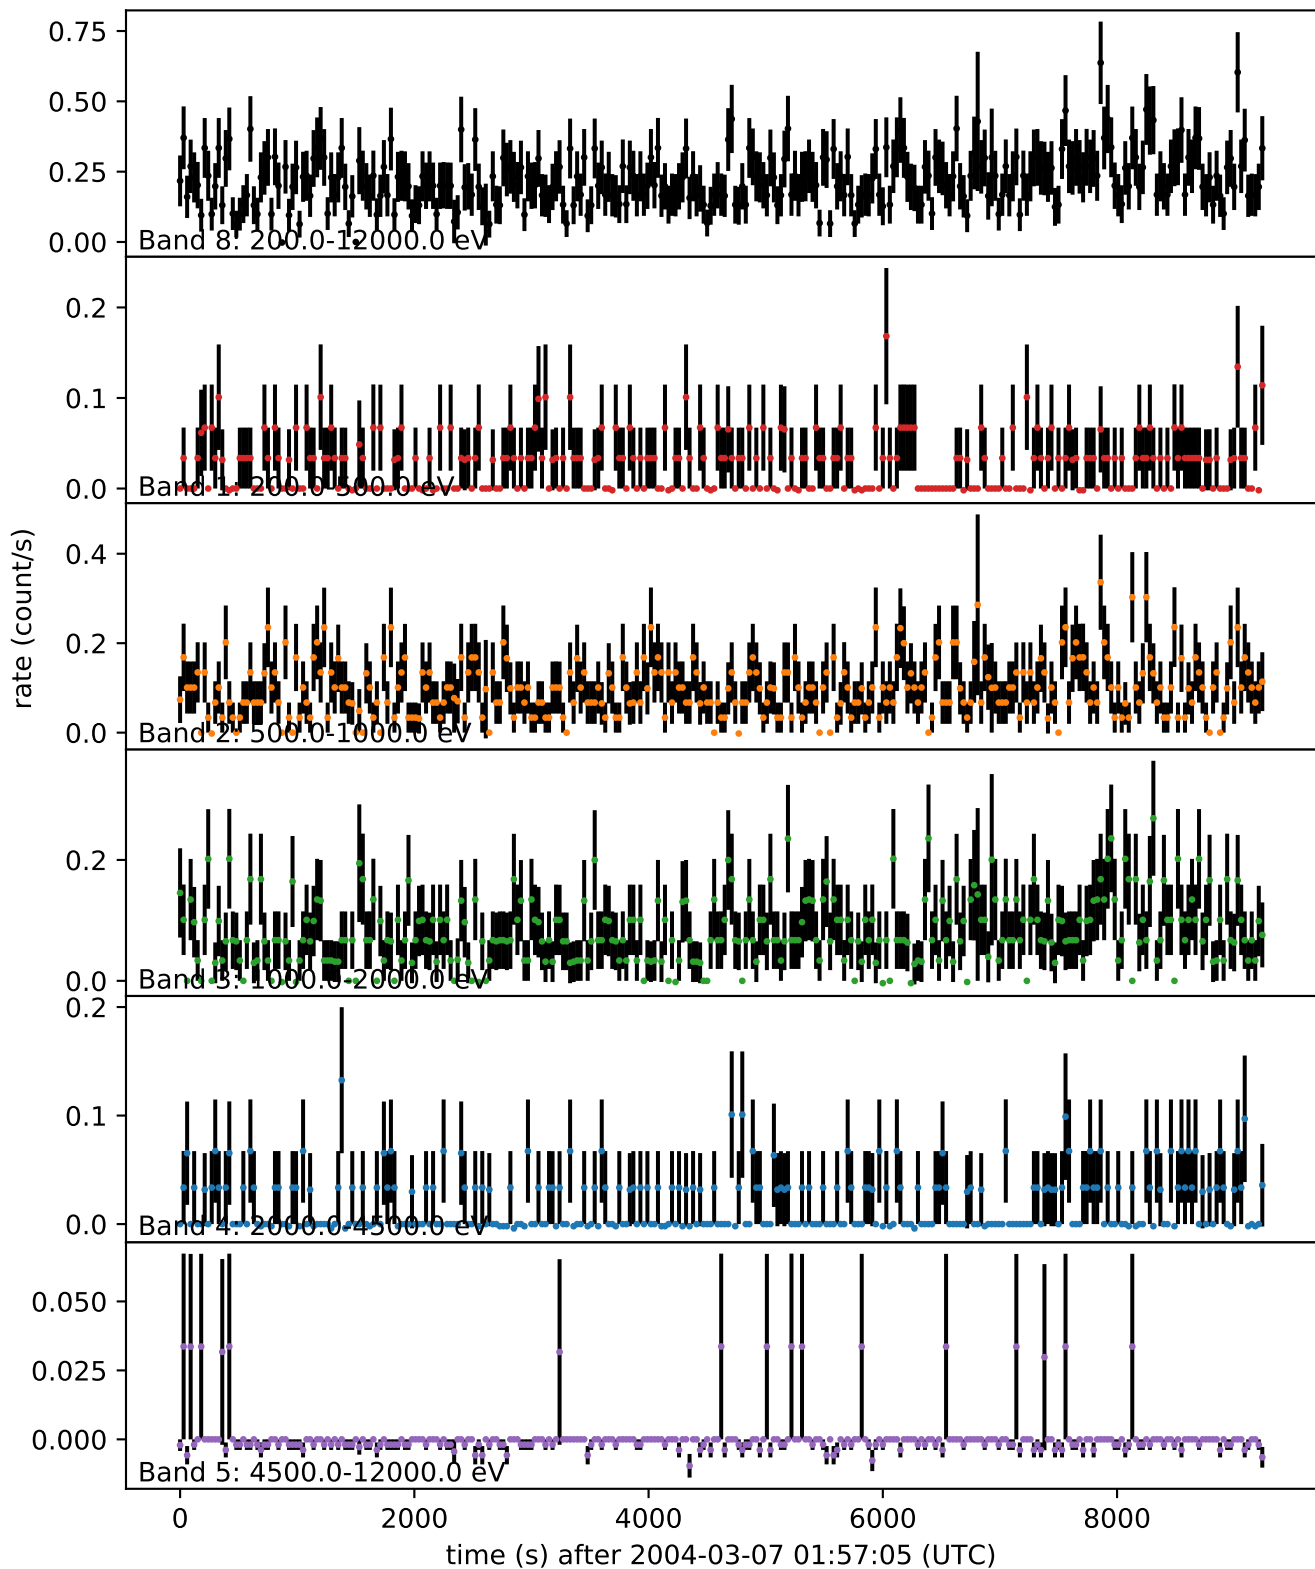 0.75
0.50
0.25
0.00
Band 8: 200.0-12000.0 eV
0.2
0.1
0.0
Band 1: 200.0-500.0 eV
0.4
0.2
0.0
Band 2: 500.0-1000.0 eV
rate (count/s)
0.2
0.0
Band 3: 1000.0-2000.0 eV
0.2
0.1
0.0
Band 4: 2000.0-4500.0 eV
0.050
0.025
0.000
Band 5: 4500.0-12000.0 eV
0 2000 4000 6000 8000
time (s) after 2004-03-07 01:57:05 (UTC)